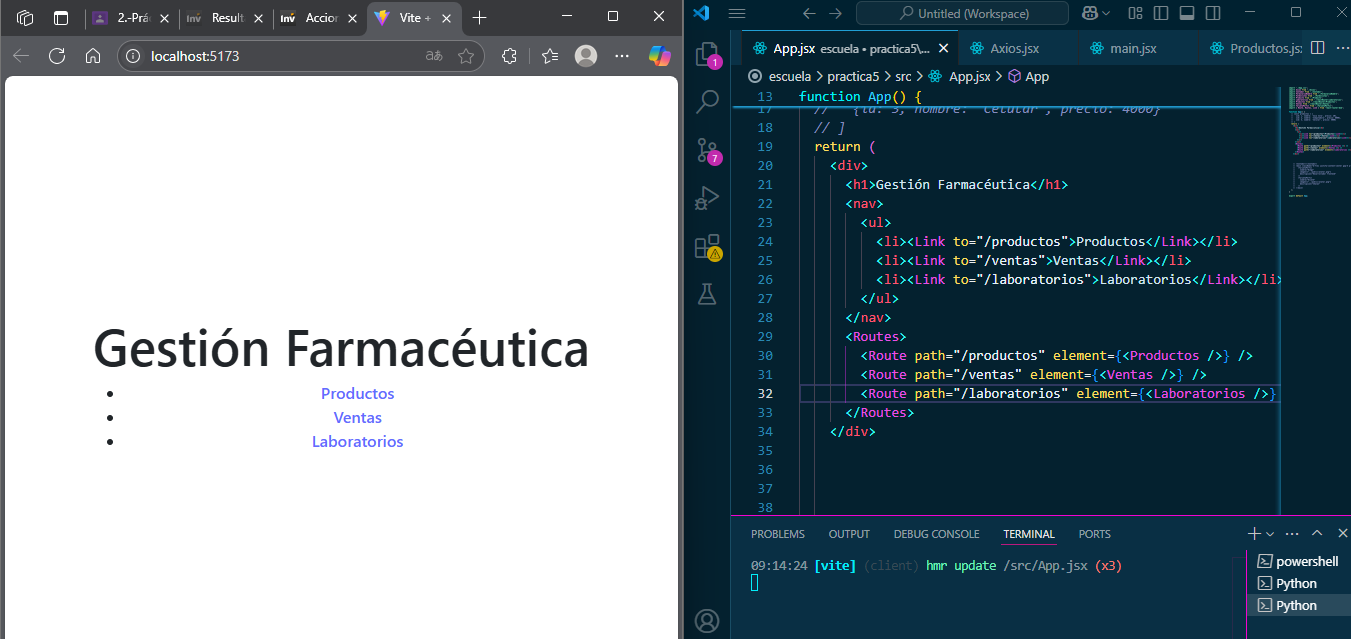 2.-Prá
Result
Accior
Vite +
localhost:5173
Gestión Farmacéutica
Productos
Ventas
Laboratorios
Untitled (Workspace)
App.jsx escuela • practica5\...
Axios.jsx
main.jsx
Productos.js
escuela > practica5 > src > App.jsx > App
13 function App() {
17 // {id: 3, nombre: "celular", precio: 4000}
18 // ]
19 return (
20 <div>
21 <h1>Gestión Farmacéutica</h1>
22 <nav>
23 <ul>
24 <li><Link to="/productos">Productos</Link></li>
25 <li><Link to="/ventas">Ventas</Link></li>
26 <li><Link to="/laboratorios">Laboratorios</Link></li>
27 </ul>
28 </nav>
29 <Routes>
30 <Route path="/productos" element={<Productos />} />
31 <Route path="/ventas" element={<Ventas />} />
32 <Route path="/laboratorios" element={<Laboratorios />}
33 </Routes>
34 </div>
35
36
37
38
1
7
PROBLEMS OUTPUT DEBUG CONSOLE TERMINAL PORTS
09:14:24 [vite] (client) hmr update /src/App.jsx (x3)
powershell
Python
Python